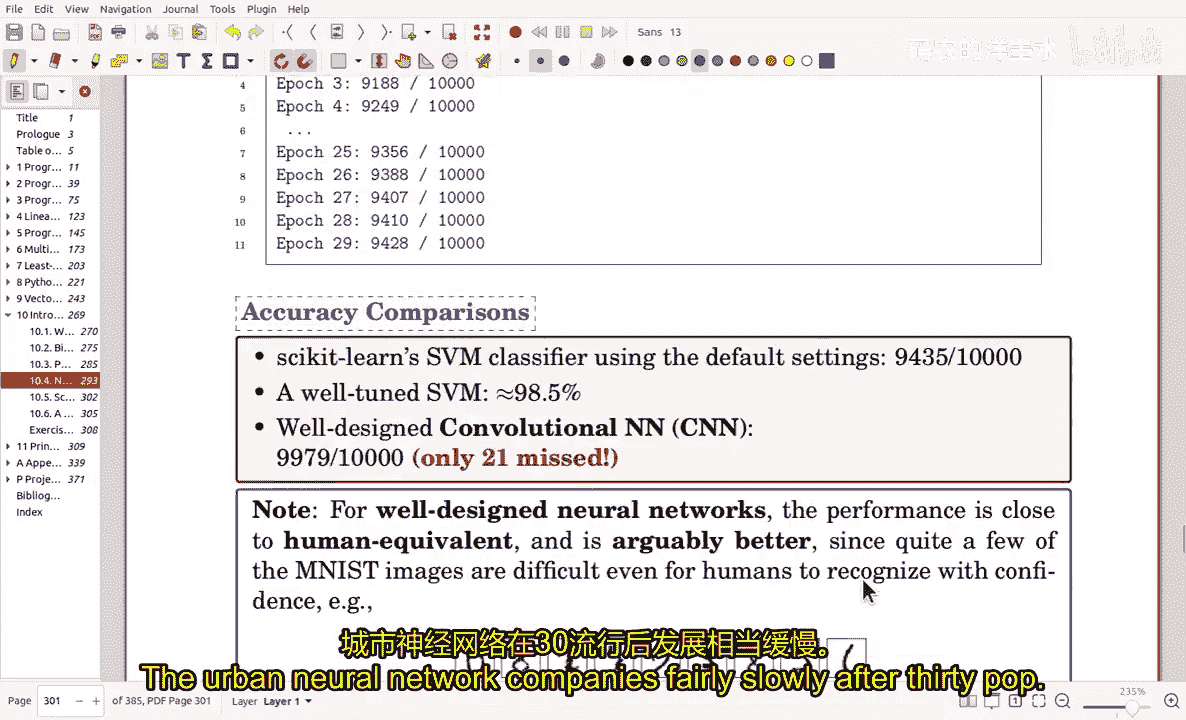 File Edit View Navigation Journal Tools Plugin Help
Sans 13
Title 1
Prologue 3
Table o... 5
1 Progr... 11
2 Progr... 39
3 Progr... 75
4 Linea... 123
5 Progr... 145
6 Multi... 173
7 Least-... 203
8 Pytho... 221
9 Vecto... 243
10 Intro... 269
10.1. W... 270
10.2. Bi... 275
10.3. P... 285
10.4. N... 293
10.5. Sc... 302
10.6. A ... 305
Exercis... 308
11 Prin... 309
A Appe... 339
P Proje... 371
Bibliog...
Index
4 Epoch 3: 9188 / 10000
5 Epoch 4: 9249 / 10000
6 ...
7 Epoch 25: 9356 / 10000
8 Epoch 26: 9388 / 10000
9 Epoch 27: 9407 / 10000
10 Epoch 28: 9410 / 10000
11 Epoch 29: 9428 / 10000
Accuracy Comparisons
• scikit-learn's SVM classifier using the default settings: 9435/10000
• A well-tuned SVM: ≈98.5%
• Well-designed Convolutional NN (CNN):
9979/10000 (only 21 missed!)
Note: For well-designed neural networks, the performance is close
to human-equivalent, and is arguably better, since quite a few of
the MNIST images are difficult even for humans to recognize with confi-
dence, e.g.,
城市神经网络在30流行后发展相当缓慢。
The urban neural network companies fairly slowly after thirty pop.
Page 301 of 385, PDF Page 301 Layer Layer 1
235%